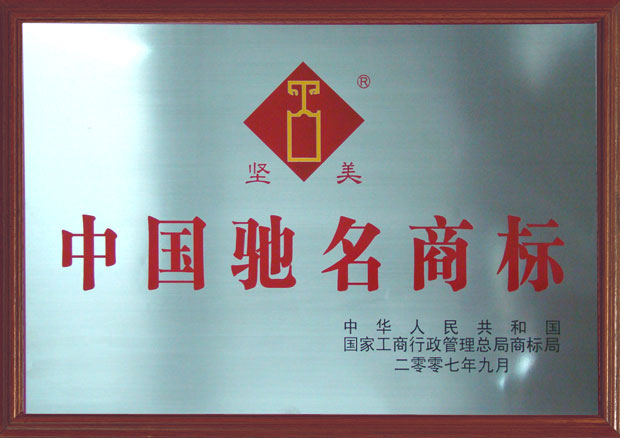 ®
坚美
中国驰名商标
中华人民共和国
国家工商行政管理总局商标局
二零零七年九月